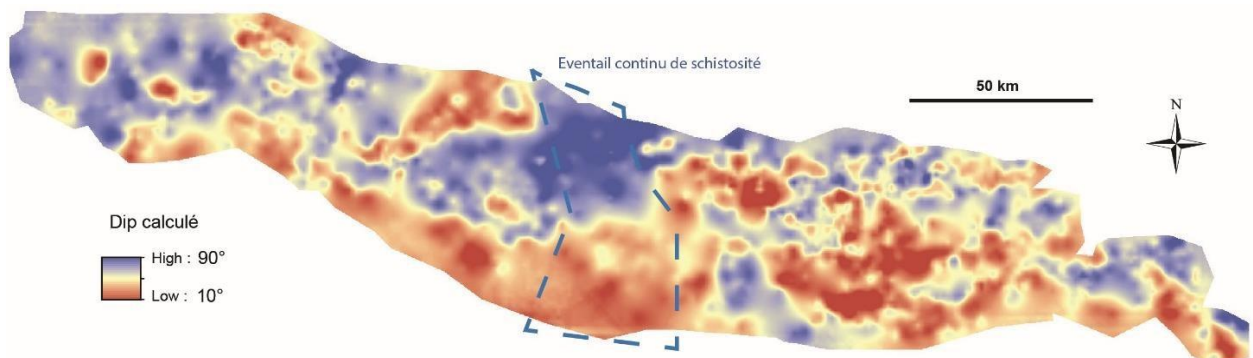 Eventail continu de schistosité
50 km
N
Dip calculé
High : 90°
Low : 10°